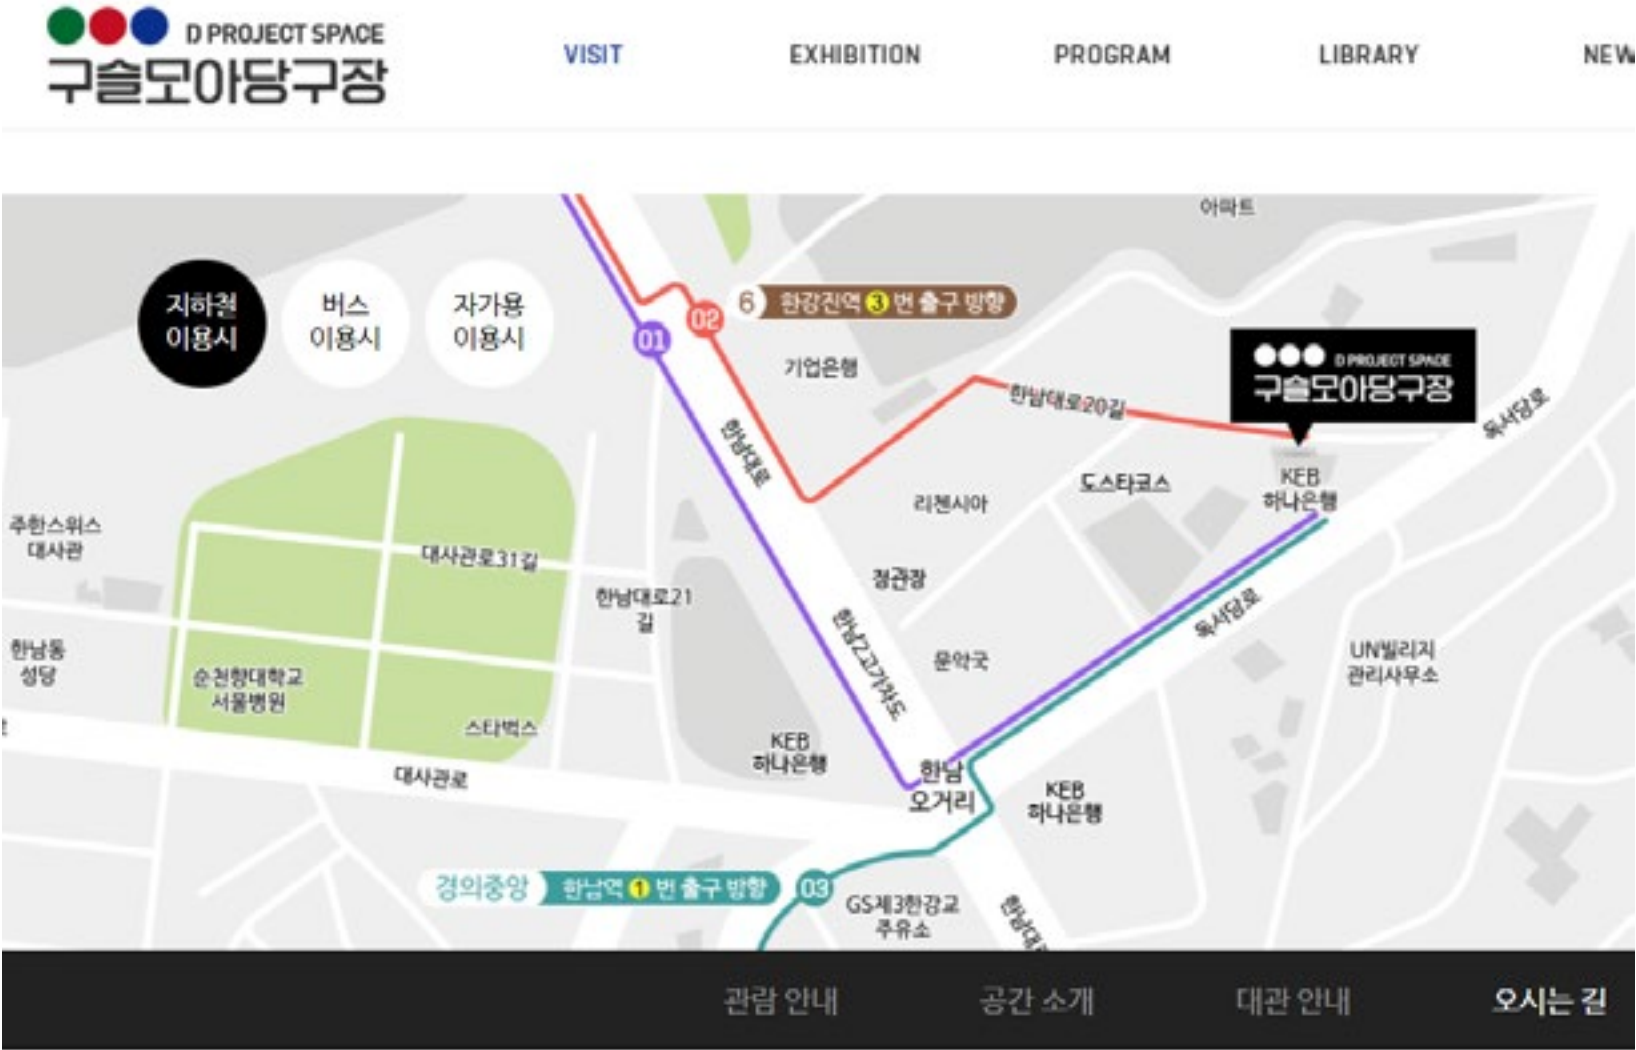 D PROJECT SPACE
구슬모아당구장
VISIT
EXHIBITION
PROGRAM
LIBRARY
NEW
아파트
지하철
이용시
버스
이용시
자가용
이용시
6 한강진역 3 번 출구 방향
02
01
기업은행
D PROJECT SPACE
구슬모아당구장
한남대로20길
독서당로
한남대로
도스타코스
KEB
하나은행
리첸시아
주한스위스
대사관
대사관로31길
정관장
한남대로21
길
독서당로
한남2고가차도
문약국
UN빌리지
관리사무소
한남동
성당
순천향대학교
서울병원
스타벅스
KEB
하나은행
대사관로
한남
오거리
KEB
하나은행
경의중앙 한남역 1 번 출구 방향
03
GS제3한강교
주유소
한남대로
관람 안내
공간 소개
대관 안내
오시는 길